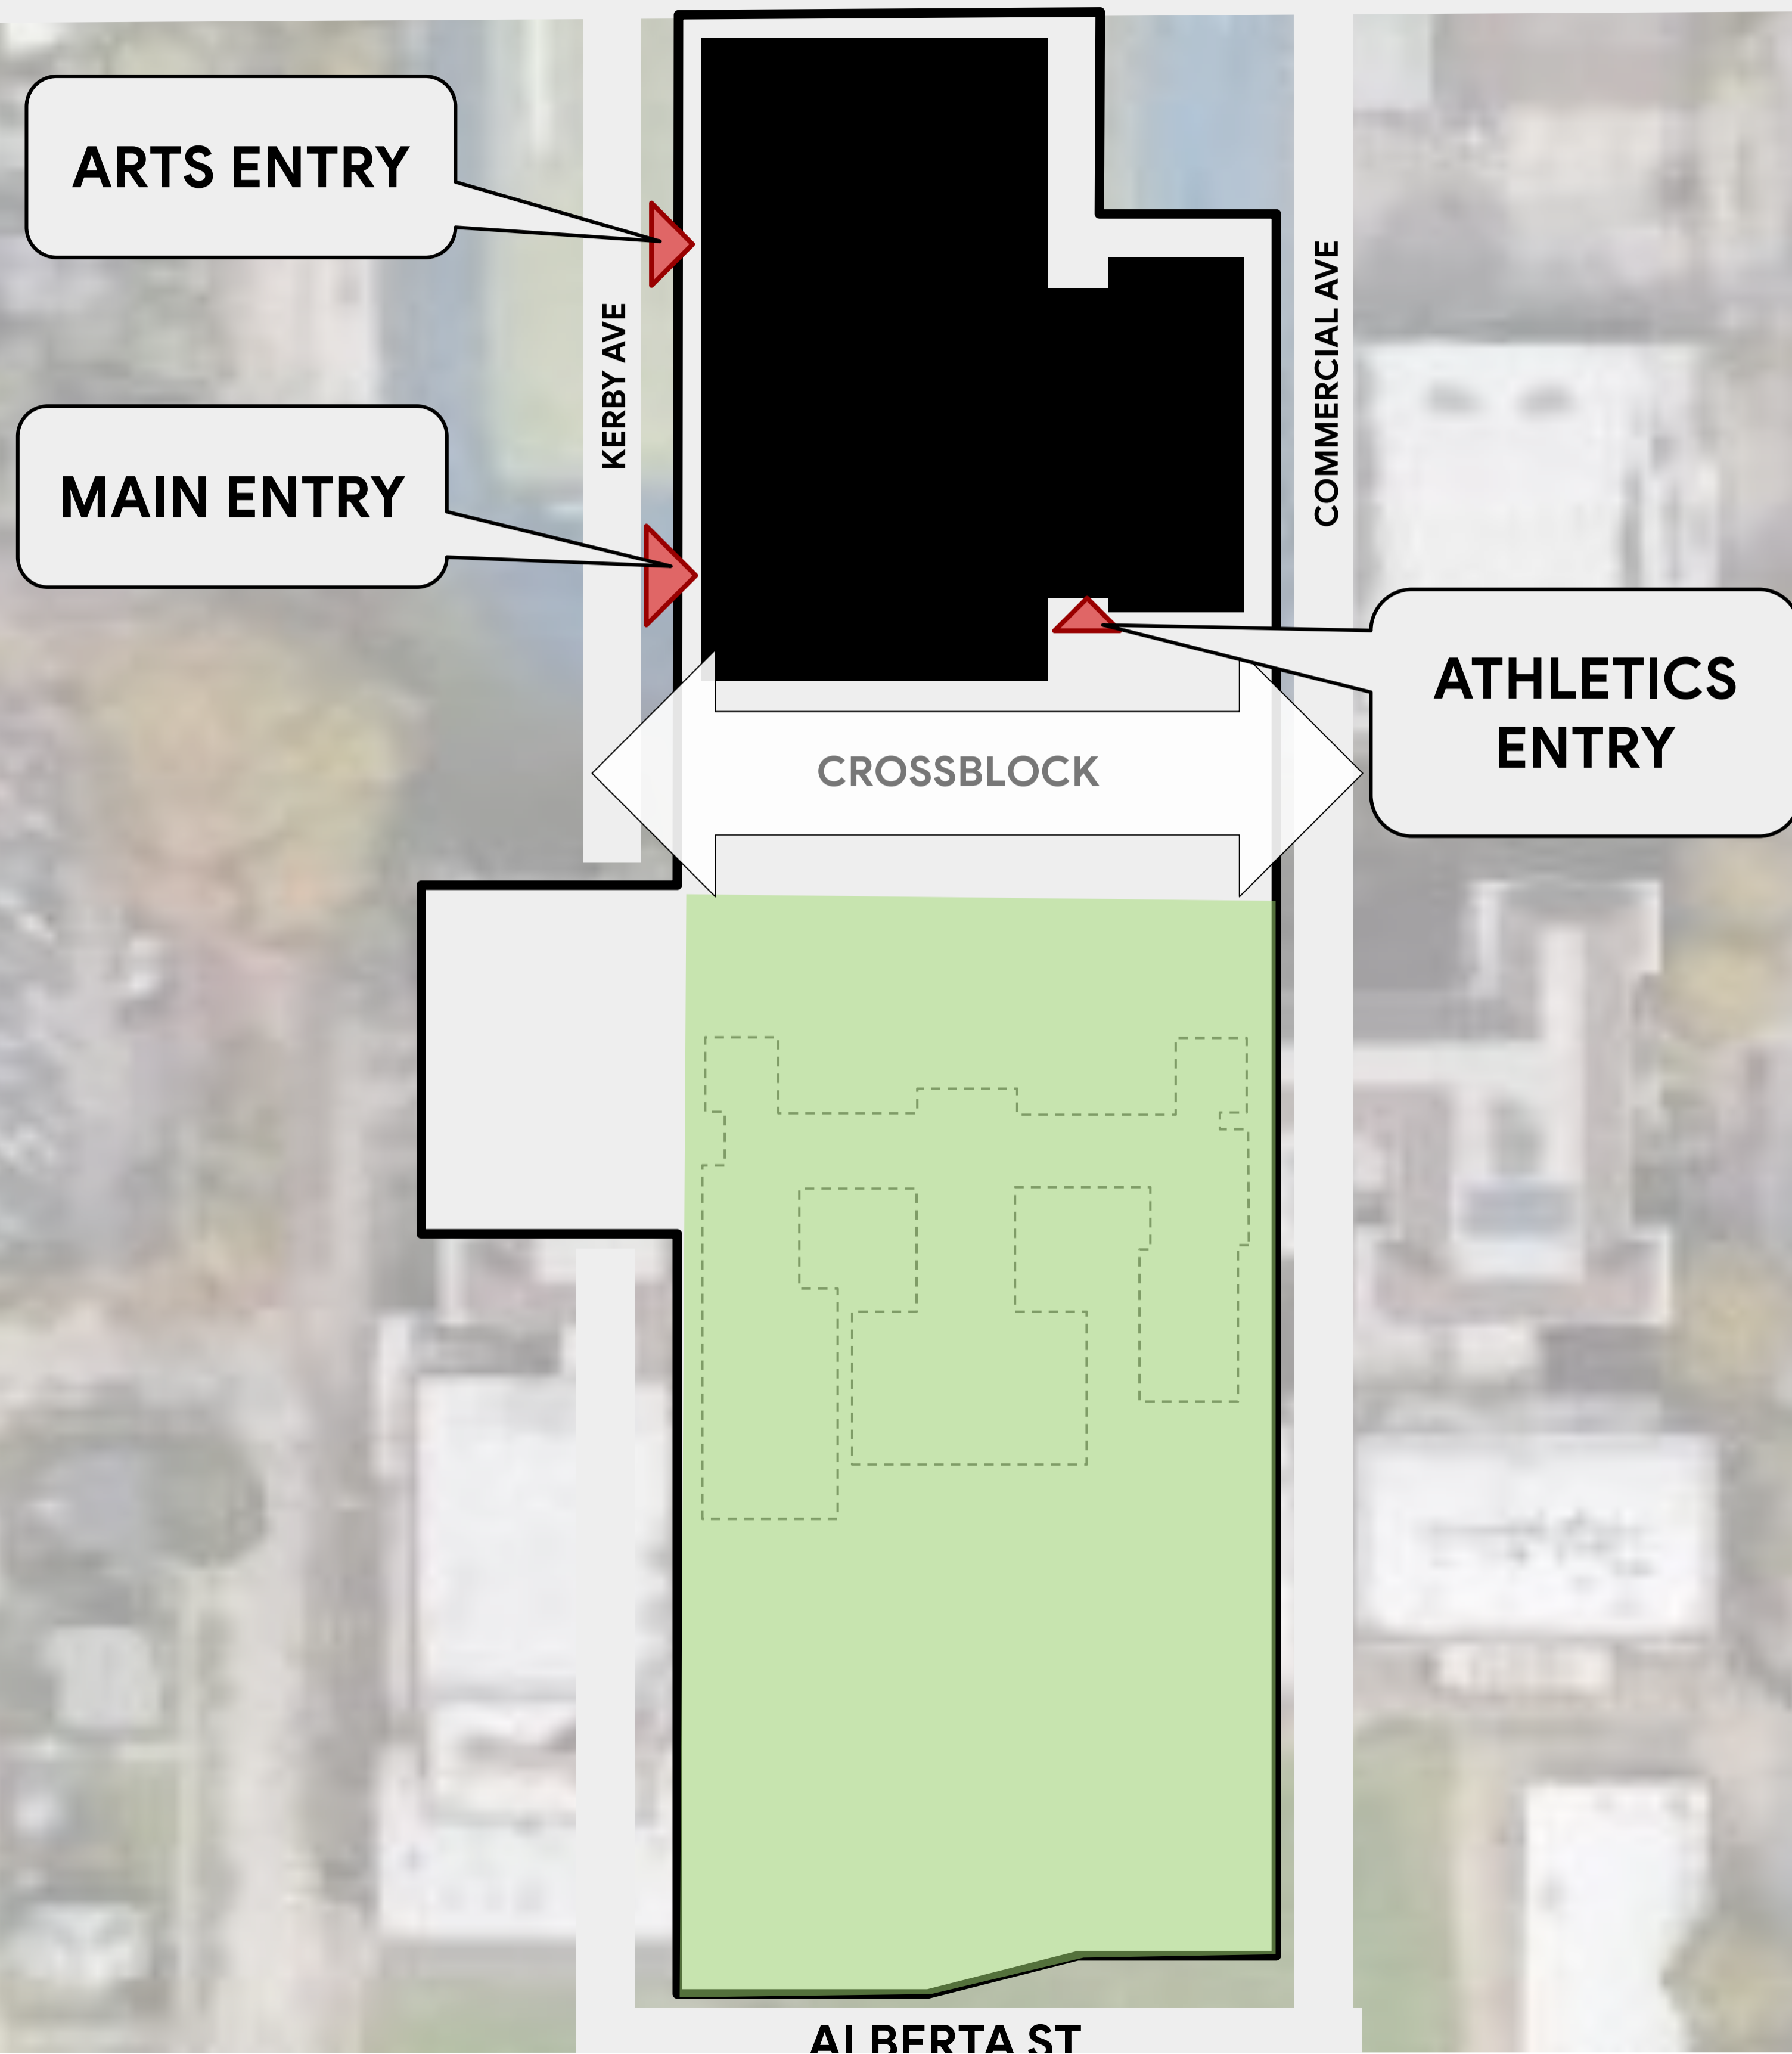 ARTS ENTRY
KERBY AVE
COMMERCIAL AVE
MAIN ENTRY
ATHLETICS
ENTRY
CROSSBLOCK
ALBERTA ST